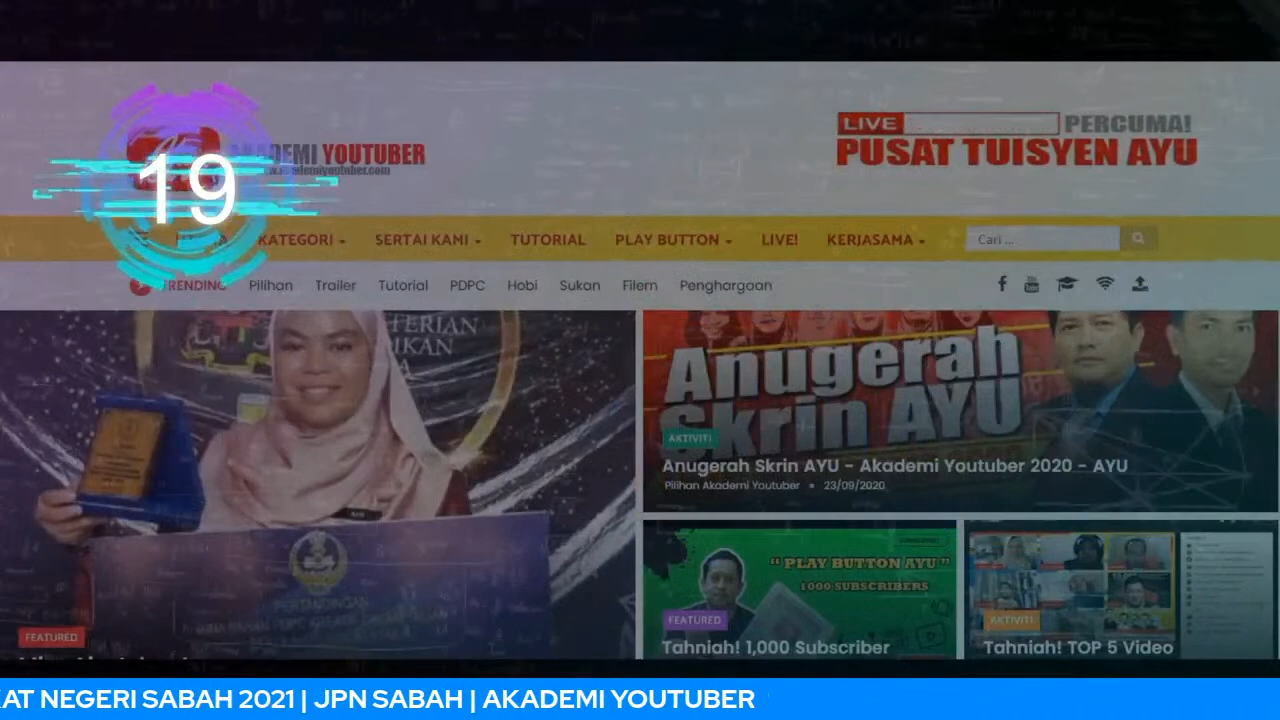 19
AKADEMI YOUTUBER
LIVE
PERCUMA!
PUSAT TUISYEN AYU
KATEGORI
SERTAI KAMI
TUTORIAL
PLAY BUTTON
LIVE!
KERJASAMA
Cari ...
TRENDING
Pilihan
Trailer
Tutorial
PDPC
Hobi
Sukan
Filem
Penghargaan
PERTANDINGAN
FEATURED
Anugerah
Skrin AYU
AKTIVITI
Anugerah Skrin AYU - Akademi Youtuber 2020 - AYU
Pilihan Akademi Youtuber • 23/09/2020
“ PLAY BUTTON AYU ”
1000 SUBSCRIBERS
FEATURED
Tahniah! 1,000 Subscriber
AKTIVITI
Tahniah! TOP 5 Video
KAT NEGERI SABAH 2021 | JPN SABAH | AKADEMI YOUTUBER